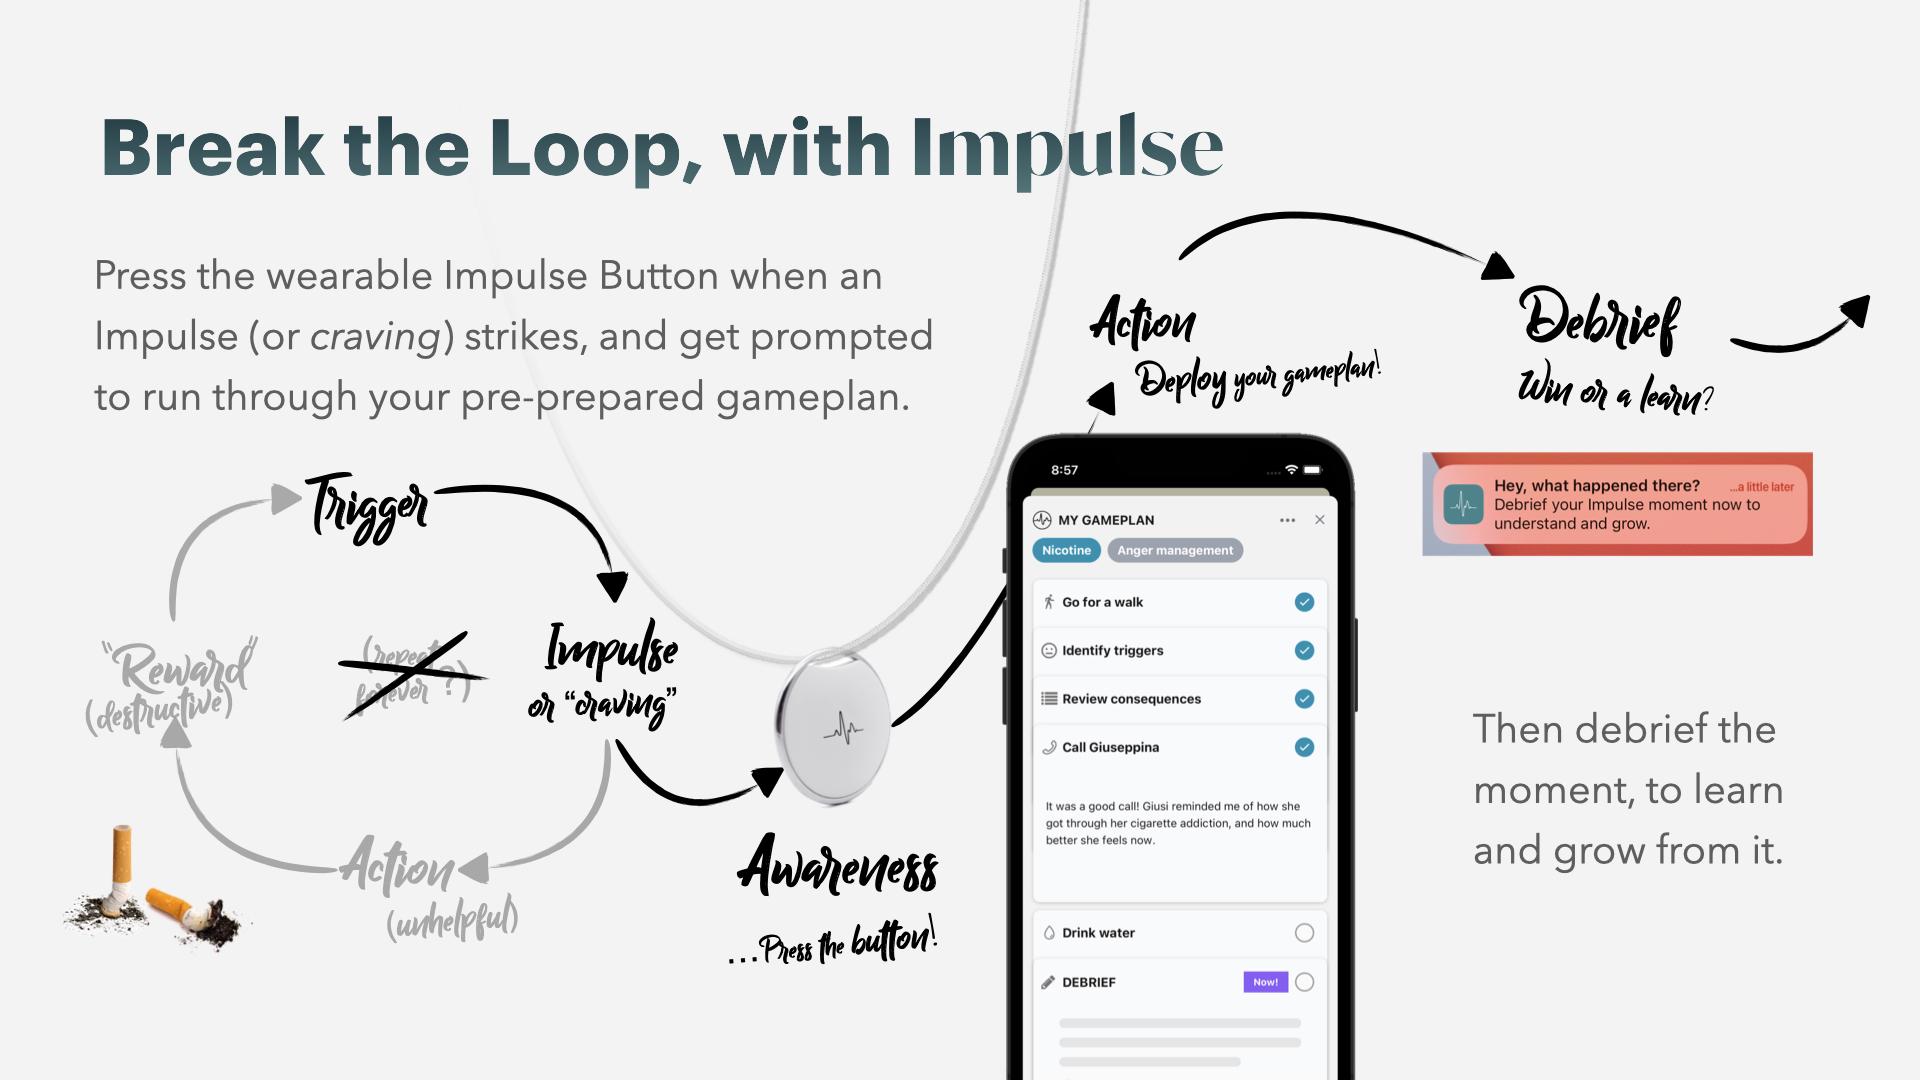 Break the Loop, with Impulse
Press the wearable Impulse Button when an
Impulse (or craving) strikes, and get prompted
to run through your pre-prepared gameplan.
Trigger
Impulse
or “craving”
Action
(unhelpful)
“Reward”
(destructive)
(repeat
forever?)
Awareness
...Press the button!
Action
Deploy your gameplan!
Debrief
Win or a learn?
8:57
MY GAMEPLAN
Nicotine
Anger management
Go for a walk
Identify triggers
Review consequences
Call Giuseppina
It was a good call! Giusi reminded me of how she
got through her cigarette addiction, and how much
better she feels now.
Drink water
DEBRIEF
Now!
Hey, what happened there?
...a little later
Debrief your Impulse moment now to
understand and grow.
Then debrief the
moment, to learn
and grow from it.